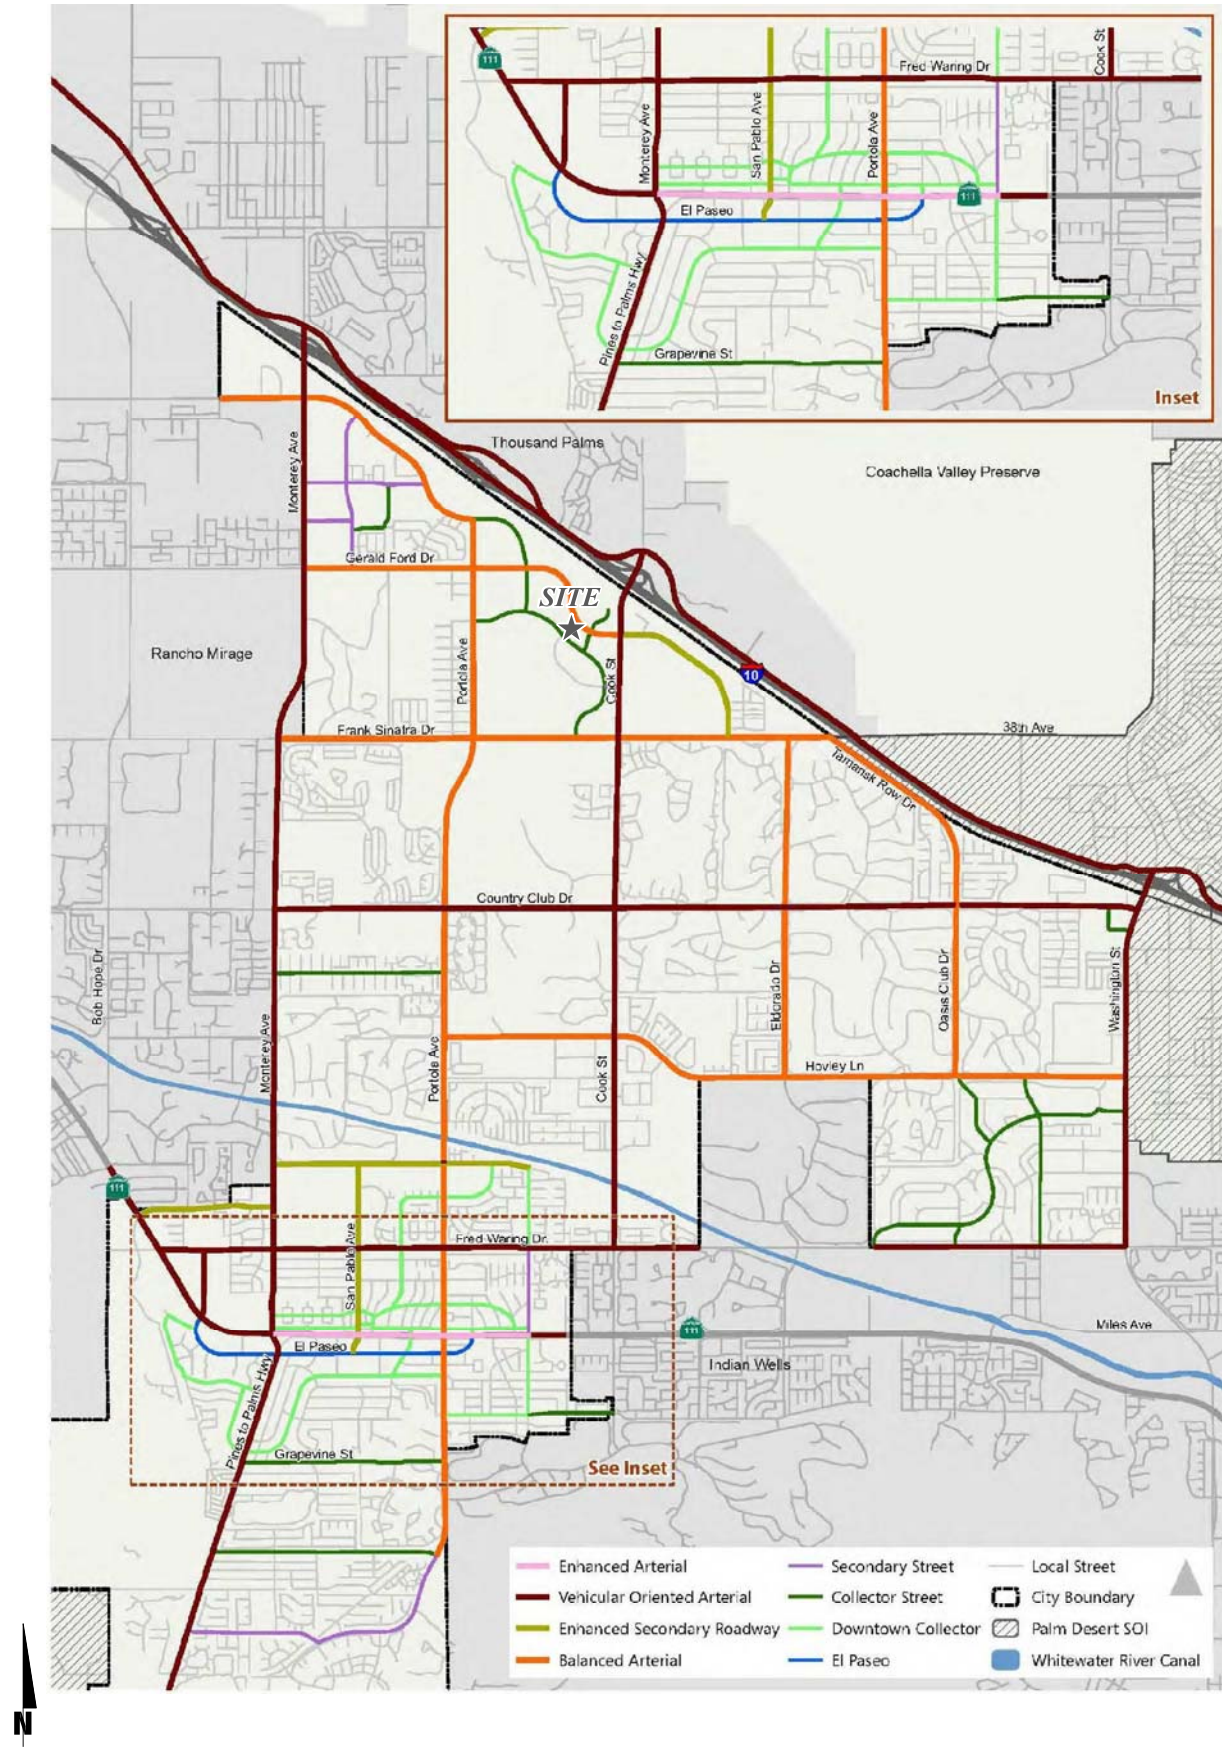 111
Fred Waring Dr
Cook St
Monterey Ave
San Pablo Ave
Portola Ave
111
El Paseo
Pines to Palms Hwy
Grapevine St
Inset
Thousand Palms
Coachella Valley Preserve
Monterey Ave
Gerald Ford Dr
SITE
Rancho Mirage
Portola Ave
Cook St
10
Frank Sinatra Dr
38th Ave
Tamarisk Row Dr
Country Club Dr
Bob Hope Dr
Eldorado Dr
Oasis Club Dr
Washington St
Monterey Ave
Portola Ave
Cook St
Hovley Ln
111
San Pablo Ave
Fred Waring Dr
El Paseo
111
Miles Ave
Indian Wells
Pines to Palms Hwy
Grapevine St
See Inset
Enhanced Arterial
Vehicular Oriented Arterial
Enhanced Secondary Roadway
Balanced Arterial
Secondary Street
Collector Street
Downtown Collector
El Paseo
Local Street
City Boundary
Palm Desert SOI
Whitewater River Canal
N